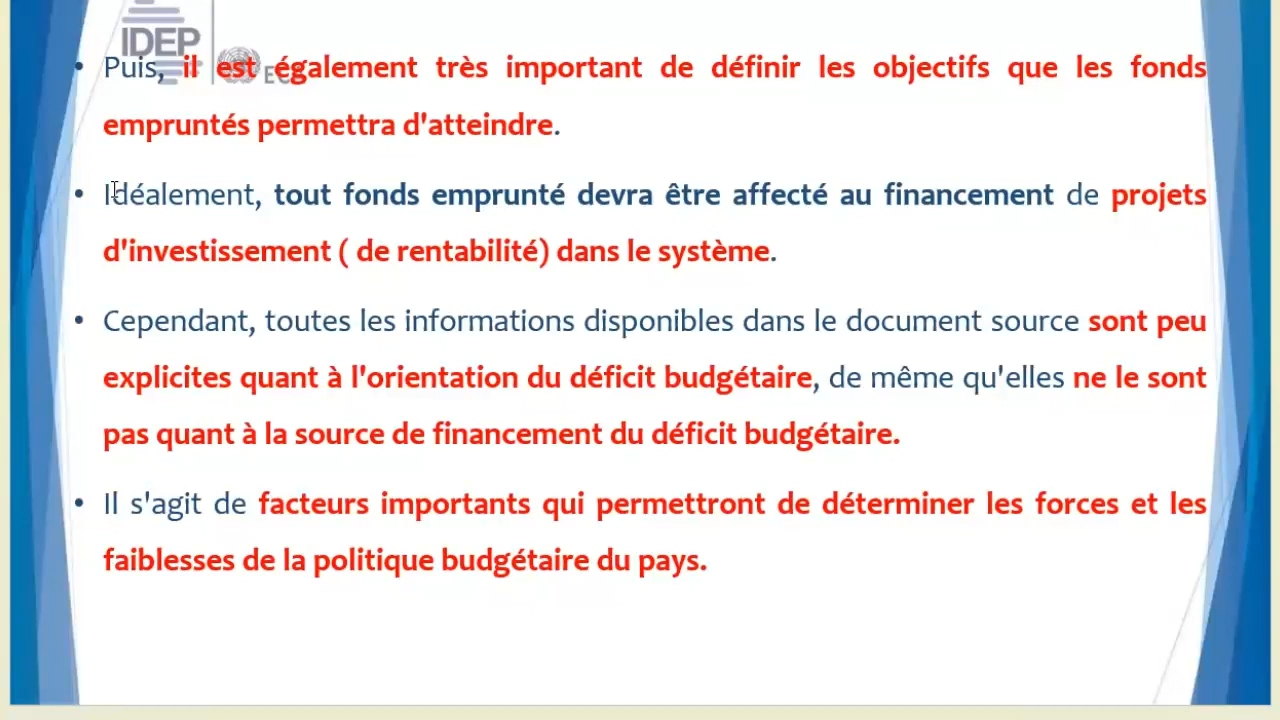 IDEP
EC
• Puis, il est également très important de définir les objectifs que les fonds
empruntés permettra d'atteindre.
• Idéalement, tout fonds emprunté devra être affecté au financement de projets
d'investissement ( de rentabilité) dans le système.
• Cependant, toutes les informations disponibles dans le document source sont peu
explicites quant à l'orientation du déficit budgétaire, de même qu'elles ne le sont
pas quant à la source de financement du déficit budgétaire.
• Il s'agit de facteurs importants qui permettront de déterminer les forces et les
faiblesses de la politique budgétaire du pays.